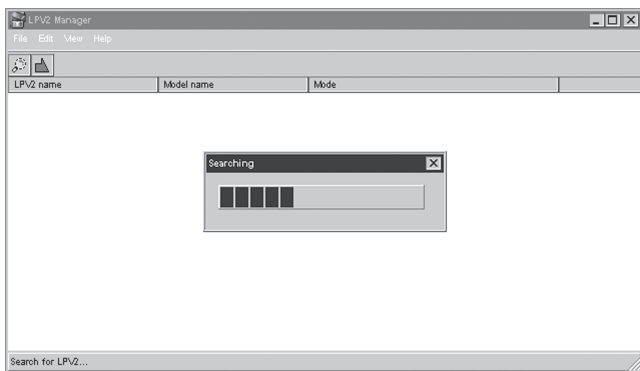 LPV2 Manager
File Edit View Help
LPV2 name Model name Mode
Searching
Search for LPV2...